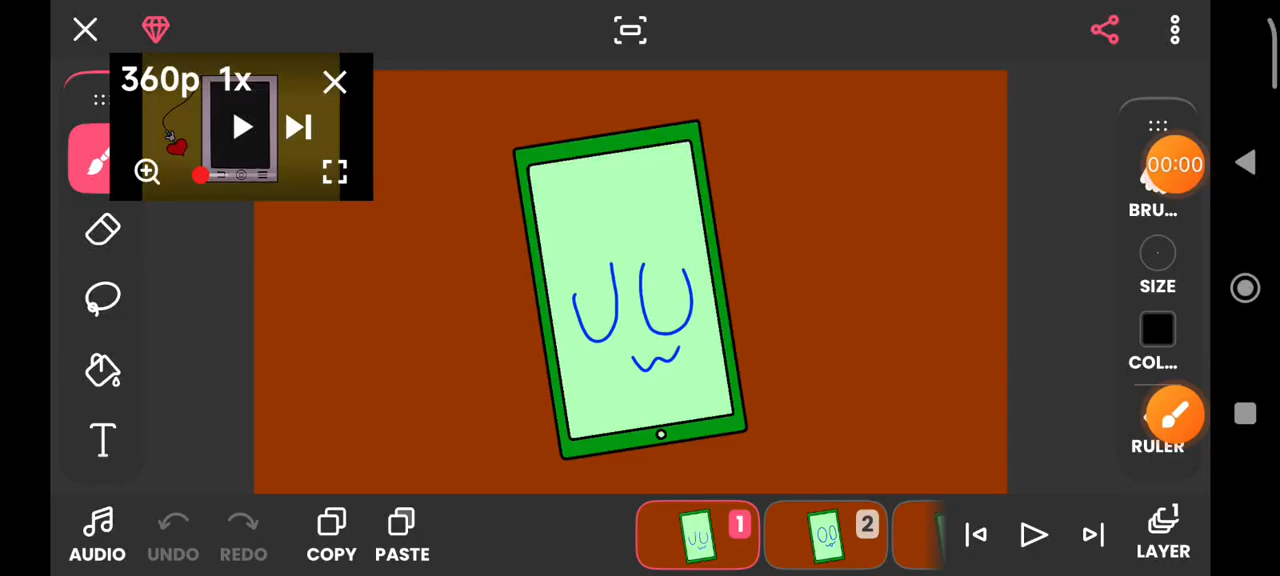 360p 1x
00:00
BRU...
SIZE
COL...
RULER
T
1
2
1
AUDIO
UNDO
REDO
COPY
PASTE
LAYER